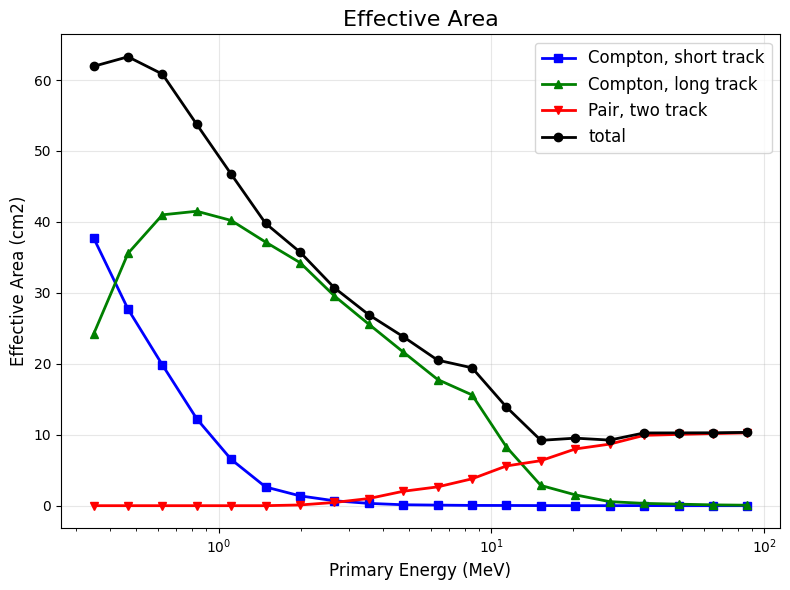 Effective Area
Compton, short track
Compton, long track
Pair, two track
total
Effective Area (cm2)
60
50
40
30
20
10
0
10⁰
10¹
10²
Primary Energy (MeV)